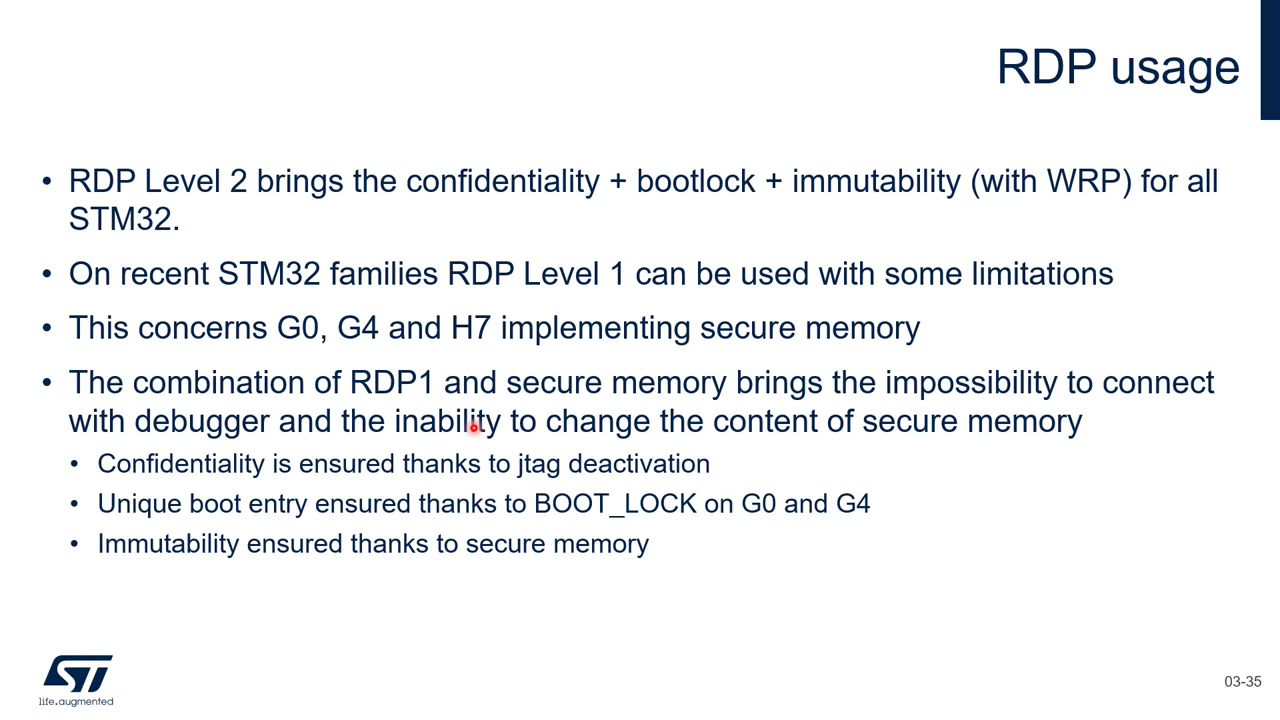 RDP usage
• RDP Level 2 brings the confidentiality + bootlock + immutability (with WRP) for all
STM32.
• On recent STM32 families RDP Level 1 can be used with some limitations
• This concerns G0, G4 and H7 implementing secure memory
• The combination of RDP1 and secure memory brings the impossibility to connect
with debugger and the inability to change the content of secure memory
• Confidentiality is ensured thanks to jtag deactivation
• Unique boot entry ensured thanks to BOOT_LOCK on G0 and G4
• Immutability ensured thanks to secure memory
ST
life.augmented
03-35